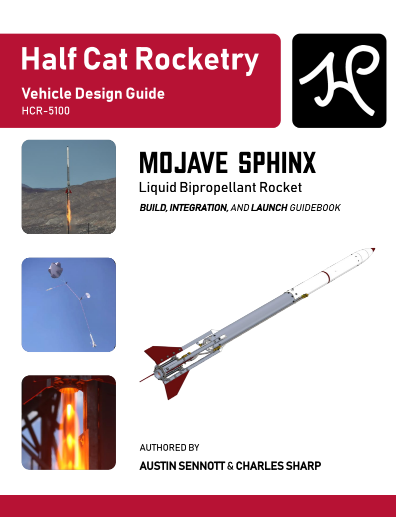 Half Cat Rocketry
Vehicle Design Guide
HCR-5100
MOJAVE SPHINX
Liquid Bipropellant Rocket
BUILD, INTEGRATION, AND LAUNCH GUIDEBOOK
AUTHORED BY
AUSTIN SENNOTT & CHARLES SHARP